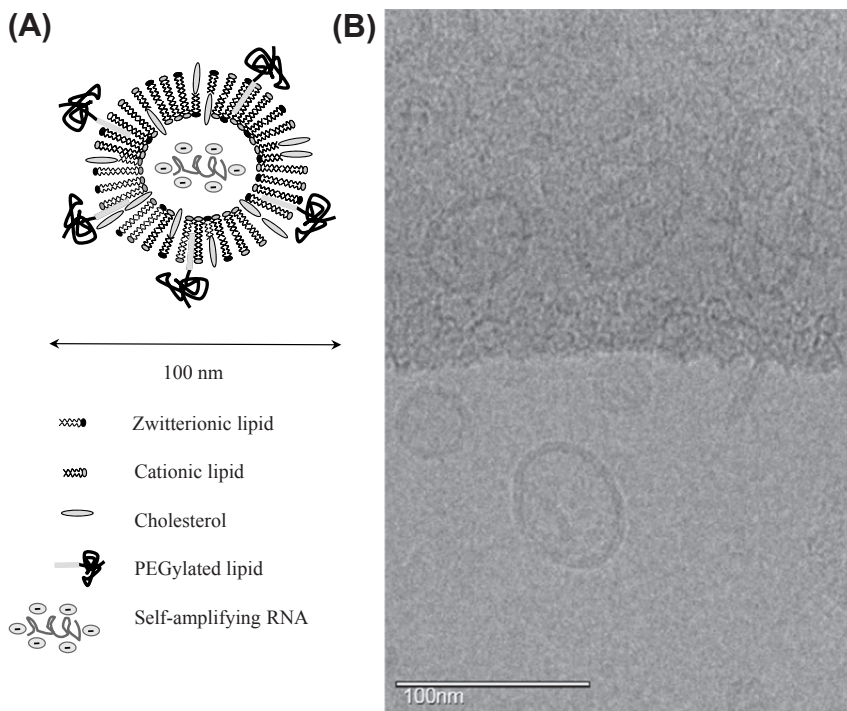 (A)
(B)
100 nm
Zwitterionic lipid
Cationic lipid
Cholesterol
PEGylated lipid
Self-amplifying RNA
100nm